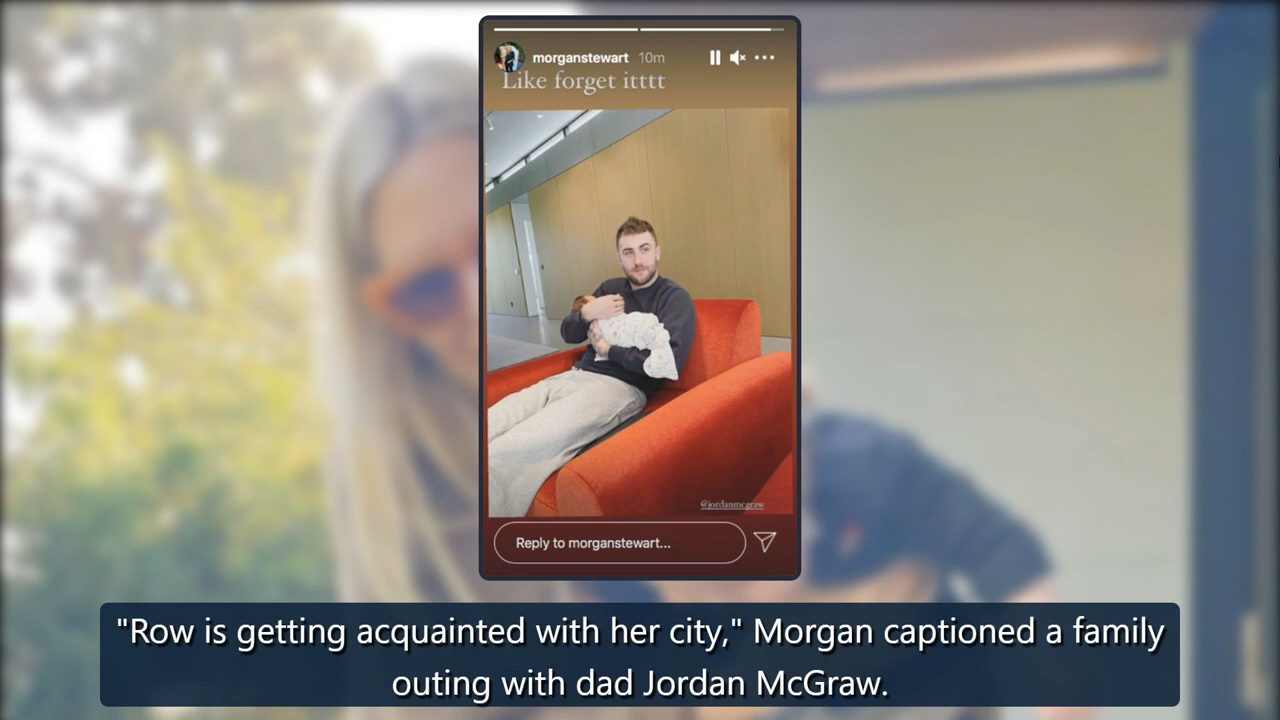 morganstewart 10m
Like forget itttt
@jordanmcgraw
Reply to morganstewart...
"Row is getting acquainted with her city," Morgan captioned a family
outing with dad Jordan McGraw.